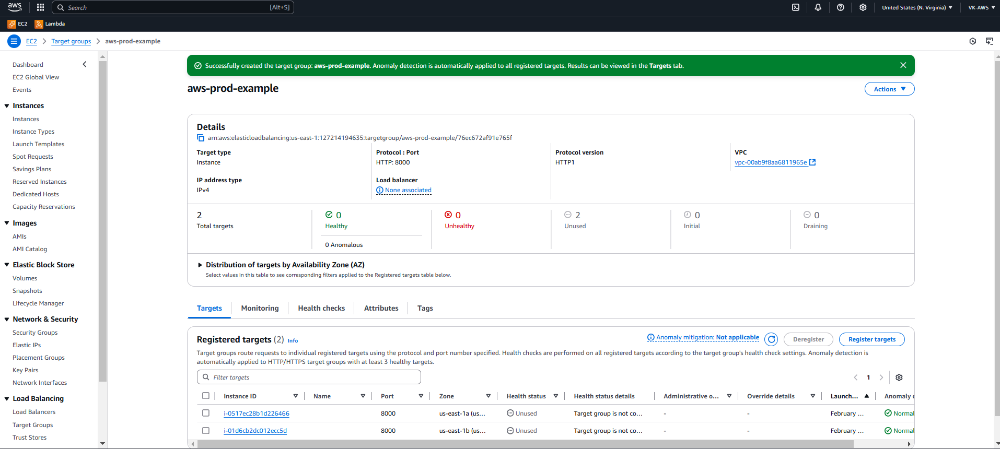 aws
Search [Alt+S]
United States (N. Virginia)
VK-AWS
EC2 Lambda
EC2 > Target groups > aws-prod-example
Dashboard
EC2 Global View
Events
Instances
Instances
Instance Types
Launch Templates
Spot Requests
Savings Plans
Reserved Instances
Dedicated Hosts
Capacity Reservations
Images
AMIs
AMI Catalog
Elastic Block Store
Volumes
Snapshots
Lifecycle Manager
Network & Security
Security Groups
Elastic IPs
Placement Groups
Key Pairs
Network Interfaces
Load Balancing
Load Balancers
Target Groups
Trust Stores
Successfully created the target group: aws-prod-example. Anomaly detection is automatically applied to all registered targets. Results can be viewed in the Targets tab.
aws-prod-example
Actions
Details
arn:aws:elasticloadbalancing:us-east-1:127214194635:targetgroup/aws-prod-example/76ec672af91e765f
Target type
Instance
Protocol : Port
HTTP: 8000
Protocol version
HTTP1
VPC
vpc-00ab9f8aa6811965e
IP address type
IPv4
Load balancer
None associated
2
Total targets
0
Healthy
0 Anomalous
0
Unhealthy
2
Unused
0
Initial
0
Draining
Distribution of targets by Availability Zone (AZ)
Select values in this table to see corresponding filters applied to the Registered targets table below.
Targets Monitoring Health checks Attributes Tags
Registered targets (2) Info
Anomaly mitigation: Not applicable
Deregister
Register targets
Target groups route requests to individual registered targets using the protocol and port number specified. Health checks are performed on all registered targets according to the target group's health check settings. Anomaly detection is
automatically applied to HTTP/HTTPS target groups with at least 3 healthy targets.
Filter targets
1
Instance ID Name Port Zone Health status Health status details Administrative o... Override details Launch... Anomaly d
i-0517ec28b1d226466 8000 us-east-1a (us... Unused Target group is not co... - - February ... Normal
i-01d6cb2dc012ecc5d 8000 us-east-1b (us... Unused Target group is not co... - - February ... Normal